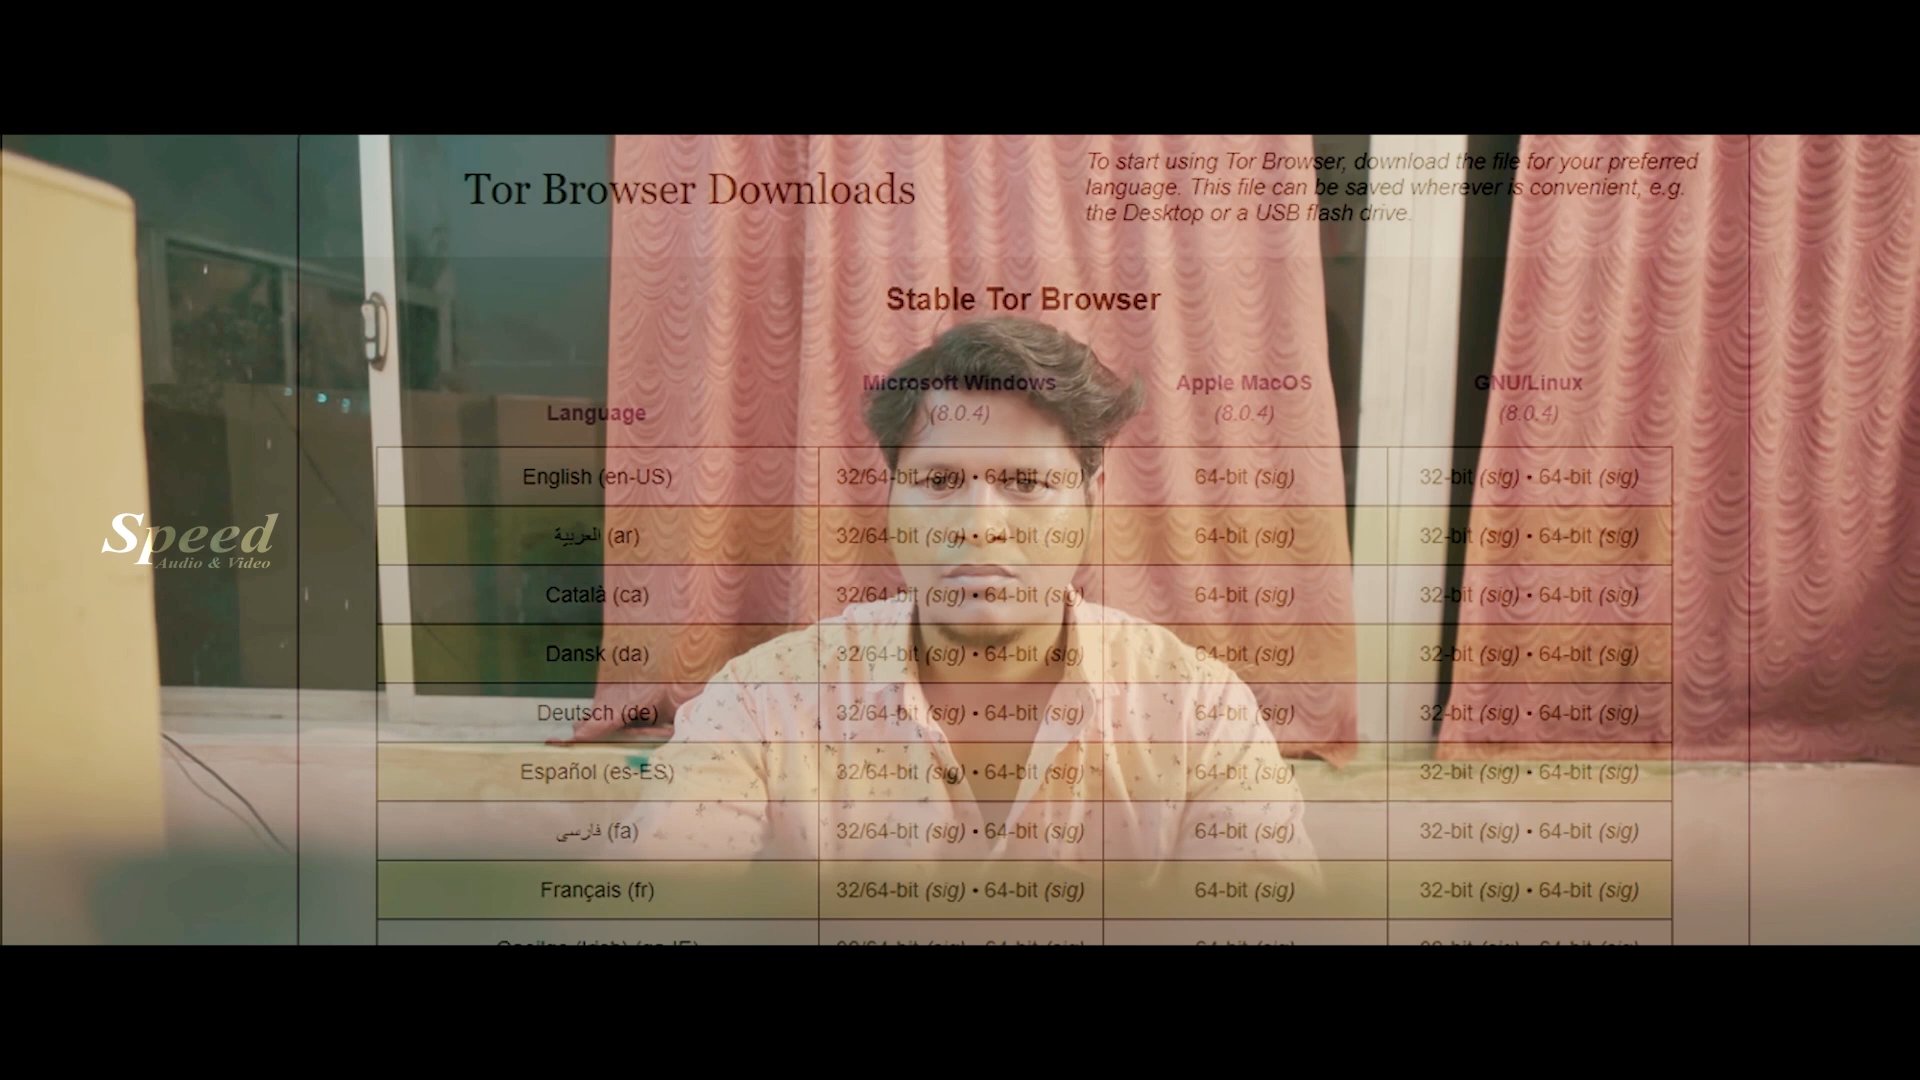 Tor Browser Downloads
To start using Tor Browser, download the file for your preferred
language. This file can be saved wherever is convenient, e.g.
the Desktop or a USB flash drive.
Stable Tor Browser
Language Microsoft Windows (8.0.4) Apple MacOS (8.0.4) GNU/Linux (8.0.4)
English (en-US) 32/64-bit (sig) • 64-bit (sig) 64-bit (sig) 32-bit (sig) • 64-bit (sig)
العربية (ar) 32/64-bit (sig) • 64-bit (sig) 64-bit (sig) 32-bit (sig) • 64-bit (sig)
Català (ca) 32/64-bit (sig) • 64-bit (sig) 64-bit (sig) 32-bit (sig) • 64-bit (sig)
Dansk (da) 32/64-bit (sig) • 64-bit (sig) 64-bit (sig) 32-bit (sig) • 64-bit (sig)
Deutsch (de) 32/64-bit (sig) • 64-bit (sig) 64-bit (sig) 32-bit (sig) • 64-bit (sig)
Español (es-ES) 32/64-bit (sig) • 64-bit (sig) 64-bit (sig) 32-bit (sig) • 64-bit (sig)
فارسی (fa) 32/64-bit (sig) • 64-bit (sig) 64-bit (sig) 32-bit (sig) • 64-bit (sig)
Français (fr) 32/64-bit (sig) • 64-bit (sig) 64-bit (sig) 32-bit (sig) • 64-bit (sig)
Speed
Audio & Video